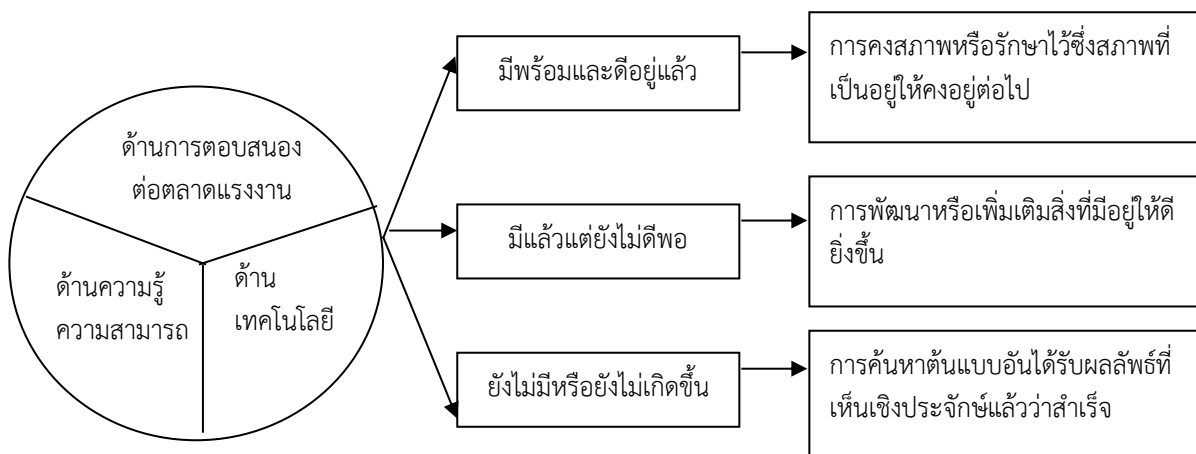 ด้านการตอบสนอง
ต่อตลาดแรงงาน
ด้านความรู้
ความสามารถ
ด้าน
เทคโนโลยี
มีพร้อมและดีอยู่แล้ว
การคงสภาพหรือรักษาไว้ซึ่งสภาพที่
เป็นอยู่ให้คงอยู่ต่อไป
มีแล้วแต่ยังไม่ดีพอ
การพัฒนาหรือเพิ่มเติมสิ่งที่มีอยู่ให้ดี
ยิ่งขึ้น
ยังไม่มีหรือยังไม่เกิดขึ้น
การค้นหาต้นแบบอันได้รับผลลัพธ์ที่
เห็นเชิงประจักษ์แล้วว่าสำเร็จ